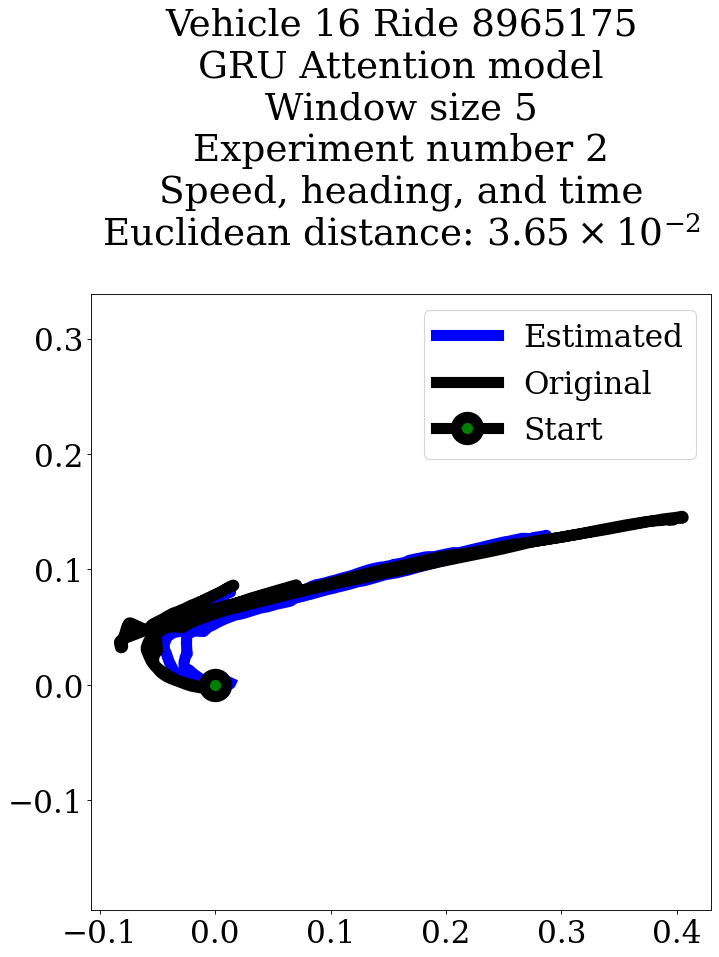 Vehicle 16 Ride 8965175
GRU Attention model
Window size 5
Experiment number 2
Speed, heading, and time
Euclidean distance: 3.65 × 10⁻²
Estimated
Original
Start
0.3
0.2
0.1
0.0
−0.1
−0.1 0.0 0.1 0.2 0.3 0.4